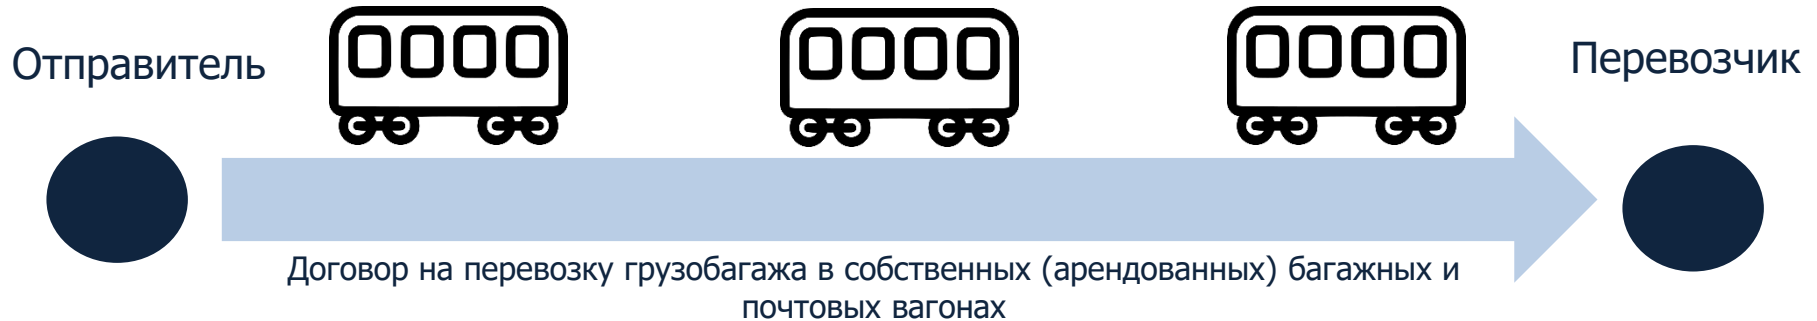 Отправитель
Перевозчик
Договор на перевозку грузобагажа в собственных (арендованных) багажных и
почтовых вагонах